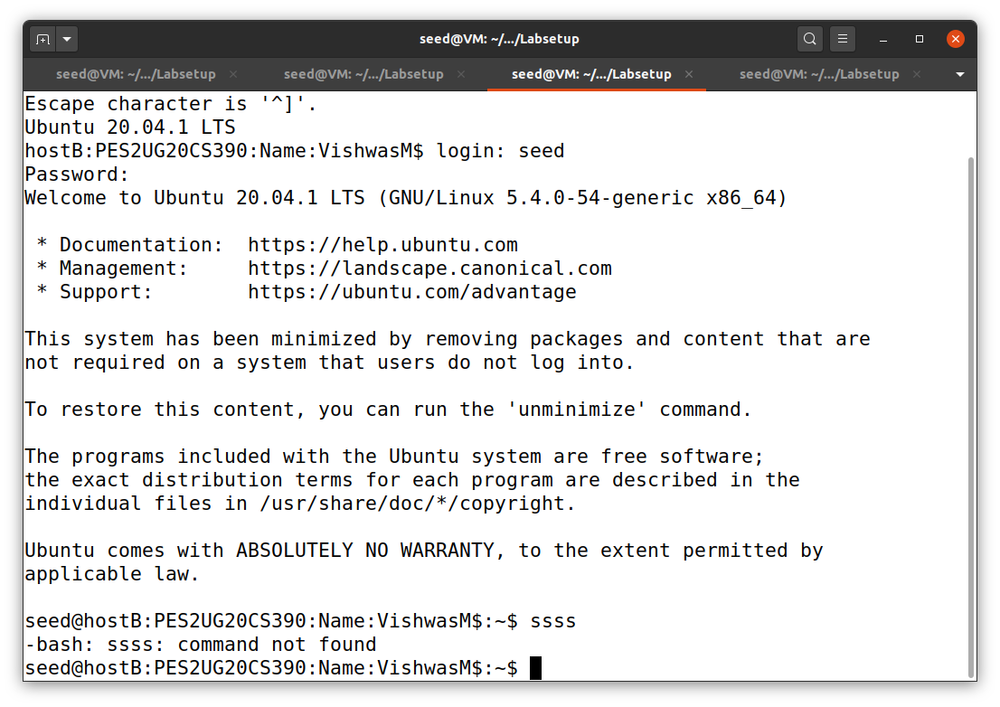 seed@VM: ~/.../Labsetup
seed@VM: ~/.../Labsetup × seed@VM: ~/.../Labsetup × seed@VM: ~/.../Labsetup × seed@VM: ~/.../Labsetup ×
Escape character is '^]'.
Ubuntu 20.04.1 LTS
hostB:PES2UG20CS390:Name:VishwasM$ login: seed
Password:
Welcome to Ubuntu 20.04.1 LTS (GNU/Linux 5.4.0-54-generic x86_64)
* Documentation:  https://help.ubuntu.com
* Management:     https://landscape.canonical.com
* Support:        https://ubuntu.com/advantage
This system has been minimized by removing packages and content that are
not required on a system that users do not log into.
To restore this content, you can run the 'unminimize' command.
The programs included with the Ubuntu system are free software;
the exact distribution terms for each program are described in the
individual files in /usr/share/doc/*/copyright.
Ubuntu comes with ABSOLUTELY NO WARRANTY, to the extent permitted by
applicable law.
seed@hostB:PES2UG20CS390:Name:VishwasM$:~$ ssss
-bash: ssss: command not found
seed@hostB:PES2UG20CS390:Name:VishwasM$:~$